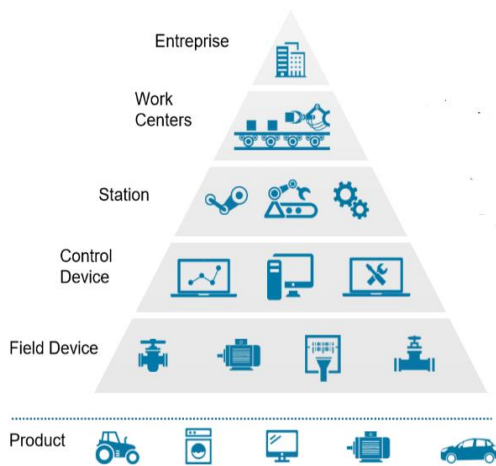 Entreprise
Work
Centers
Station
Control
Device
Field Device
Product